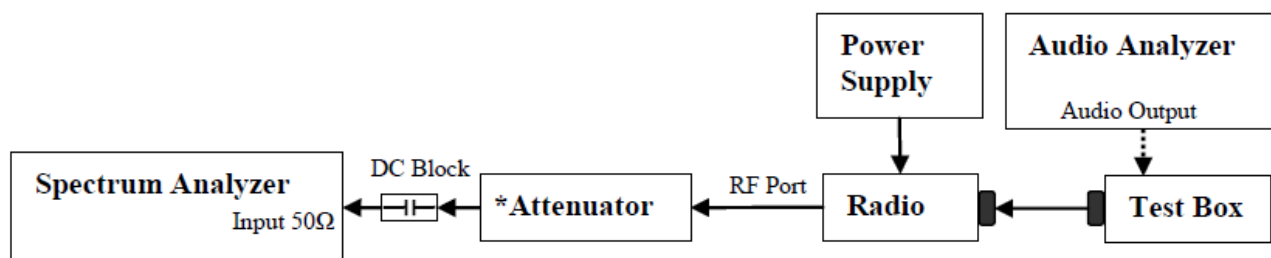 Power
Supply
Audio Analyzer
Audio Output
Spectrum Analyzer
Input 50Ω
DC Block
*Attenuator
RF Port
Radio
Test Box